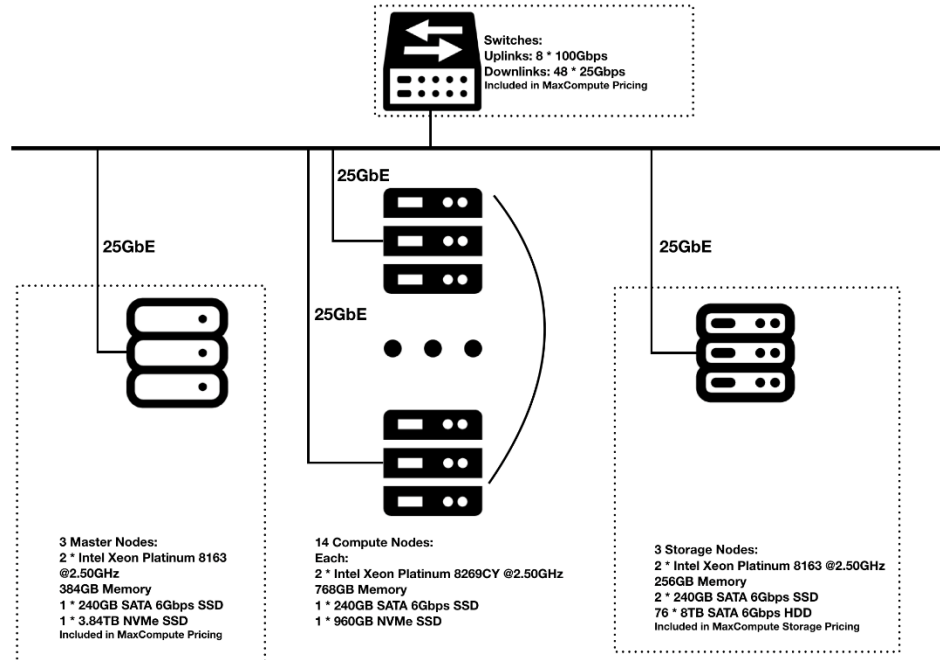 Switches:
Uplinks: 8 * 100Gbps
Downlinks: 48 * 25Gbps
Included in MaxCompute Pricing
25GbE
25GbE
25GbE
25GbE
3 Master Nodes:
2 * Intel Xeon Platinum 8163
@2.50GHz
384GB Memory
1 * 240GB SATA 6Gbps SSD
1 * 3.84TB NVMe SSD
Included in MaxCompute Pricing
14 Compute Nodes:
Each:
2 * Intel Xeon Platinum 8269CY @2.50GHz
768GB Memory
1 * 240GB SATA 6Gbps SSD
1 * 960GB NVMe SSD
3 Storage Nodes:
2 * Intel Xeon Platinum 8163 @2.50GHz
256GB Memory
2 * 240GB SATA 6Gbps SSD
76 * 8TB SATA 6Gbps HDD
Included in MaxCompute Storage Pricing